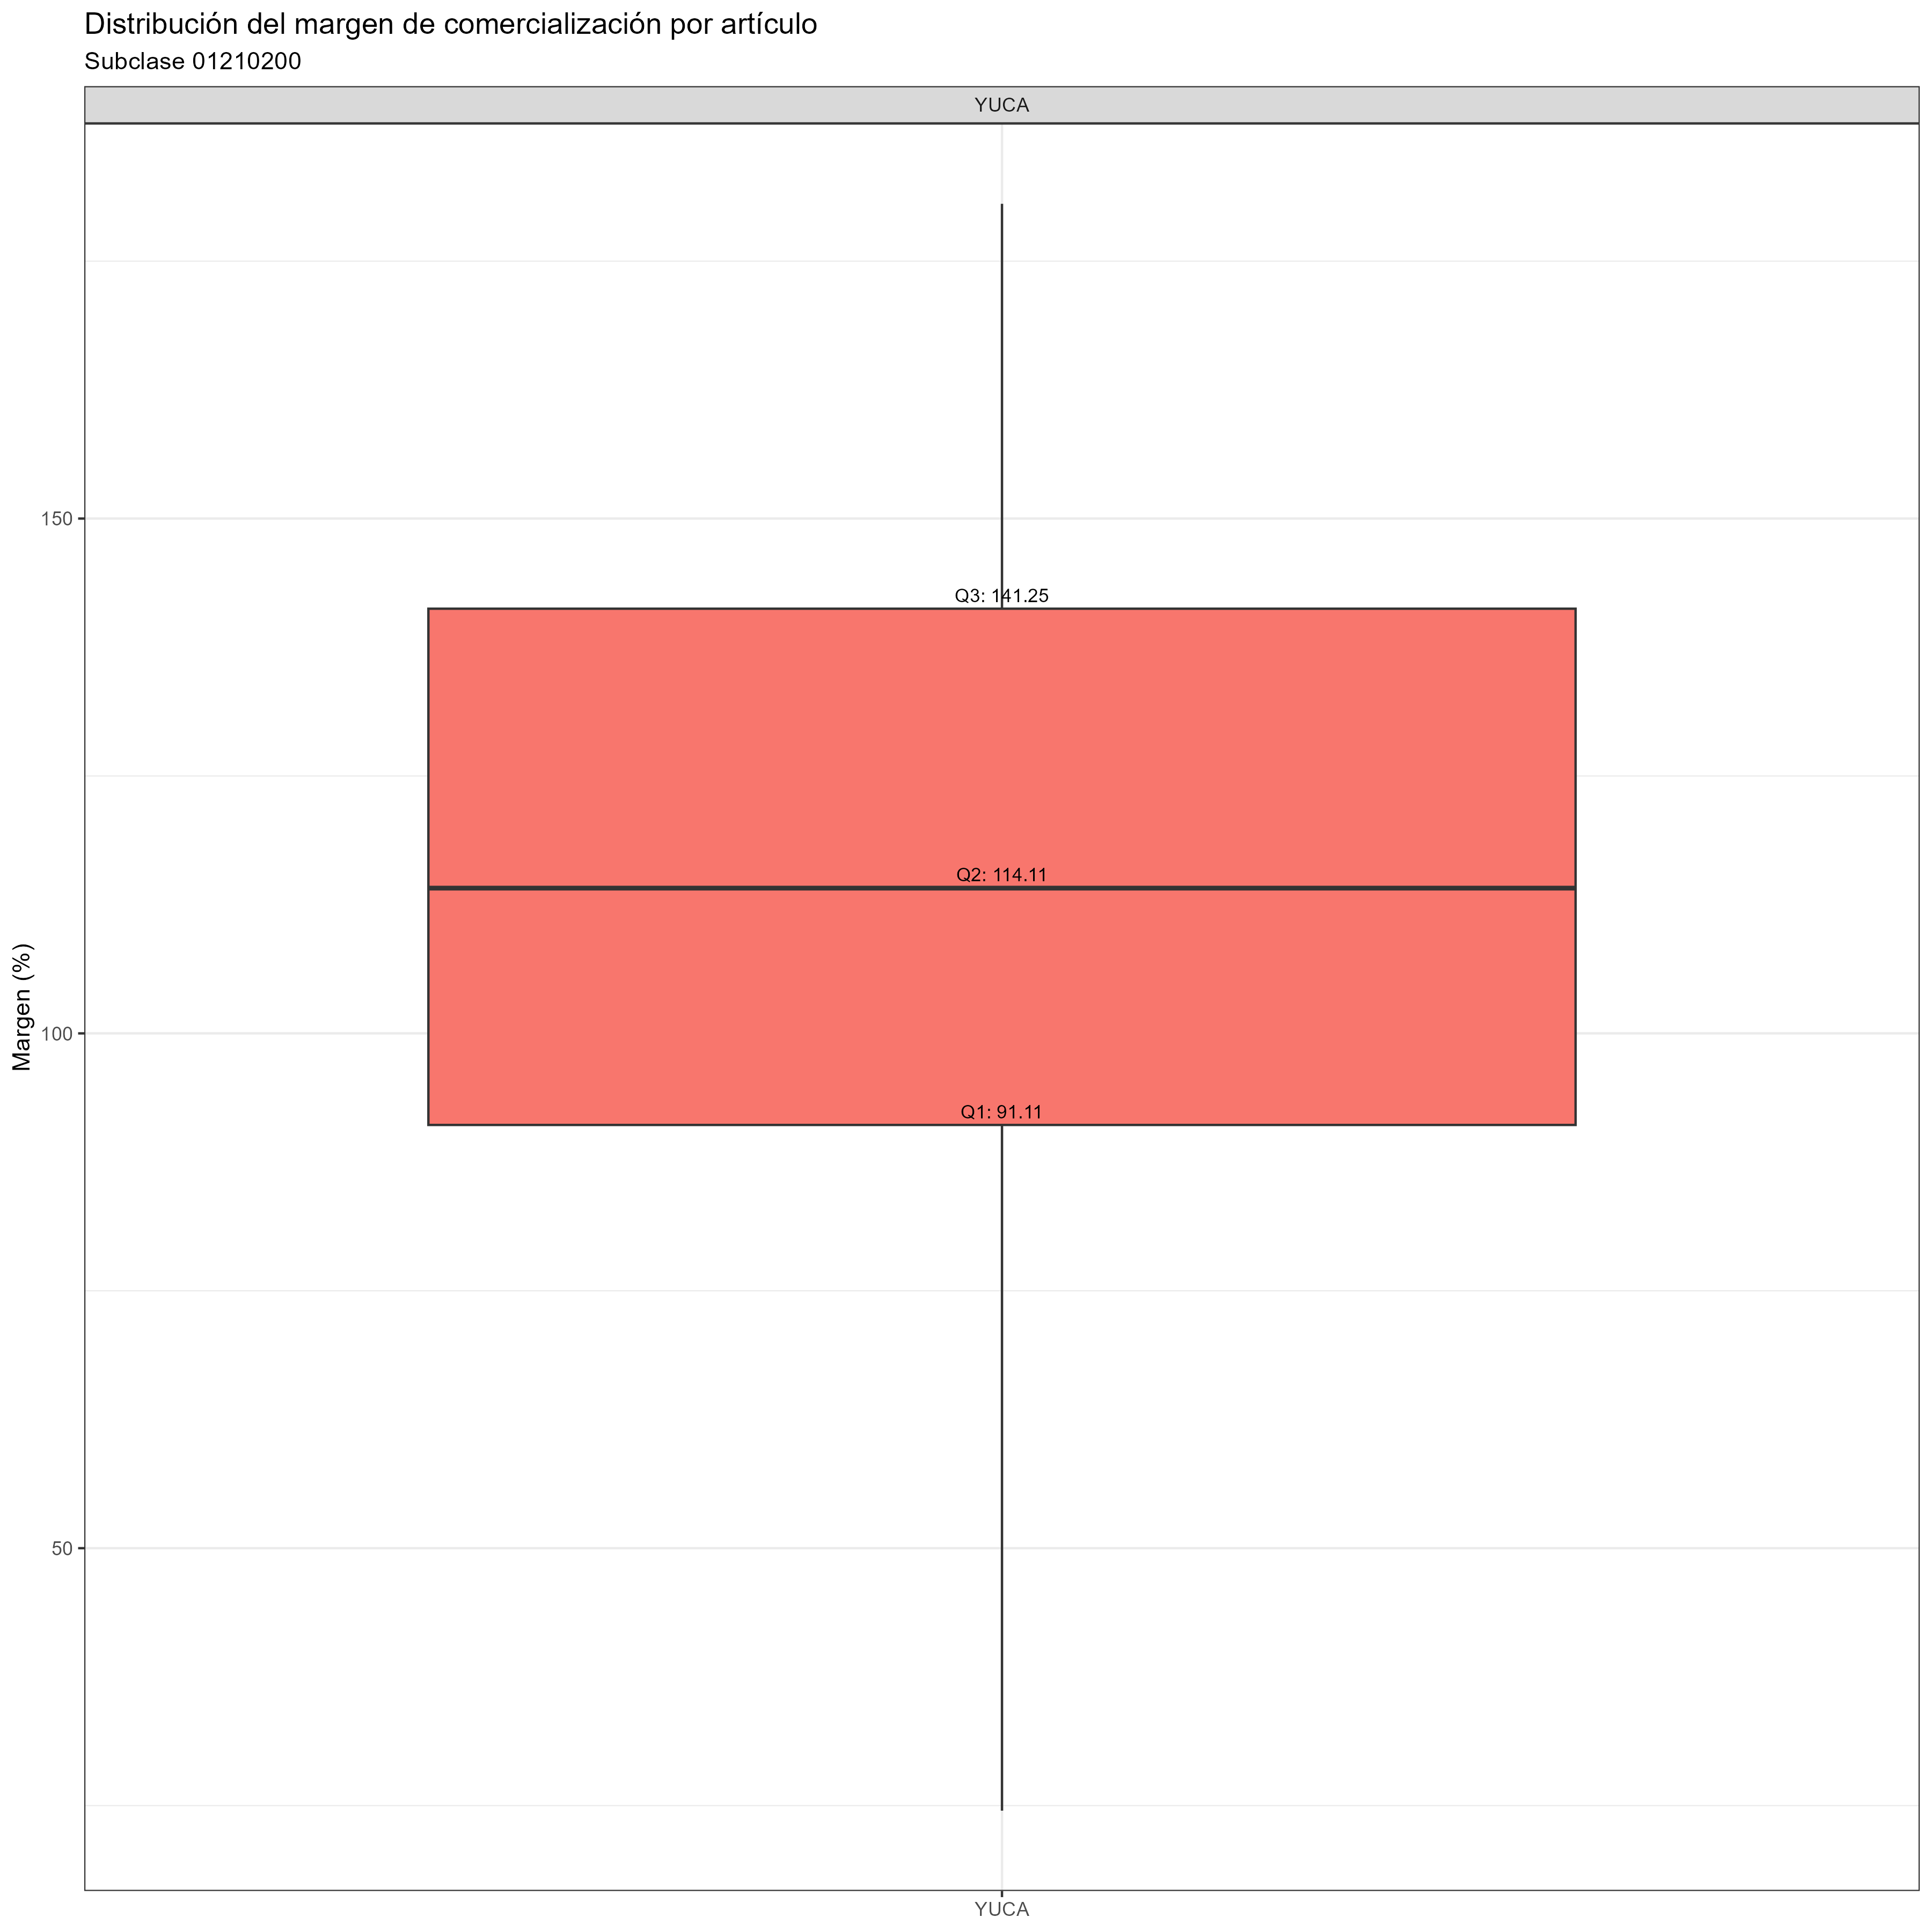 Distribución del margen de comercialización por artículo
Subclase 01210200
YUCA
150
Q3: 141.25
Q2: 114.11
Margen (%)
100
Q1: 91.11
50
YUCA